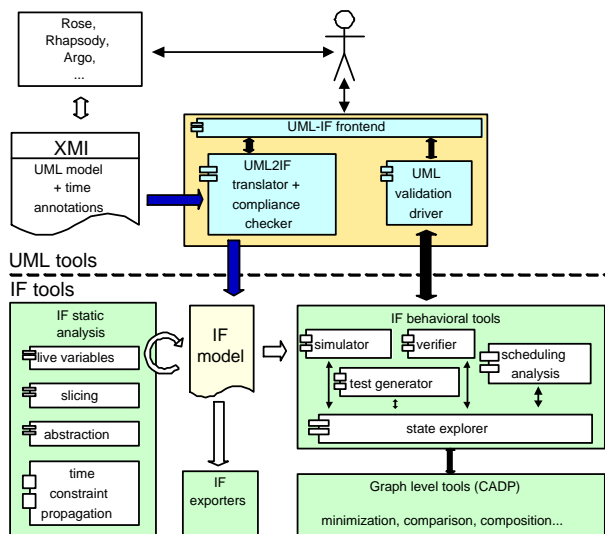 Rose,
Rhapsody,
Argo,
...
XMI
UML model
+ time
annotations
UML-IF frontend
UML2IF
translator +
compliance
checker
UML
validation
driver
UML tools
IF tools
IF static
analysis
live variables
slicing
abstraction
time
constraint
propagation
IF
model
IF
exporters
IF behavioral tools
simulator
verifier
test generator
scheduling
analysis
state explorer
Graph level tools (CADP)
minimization, comparison, composition...